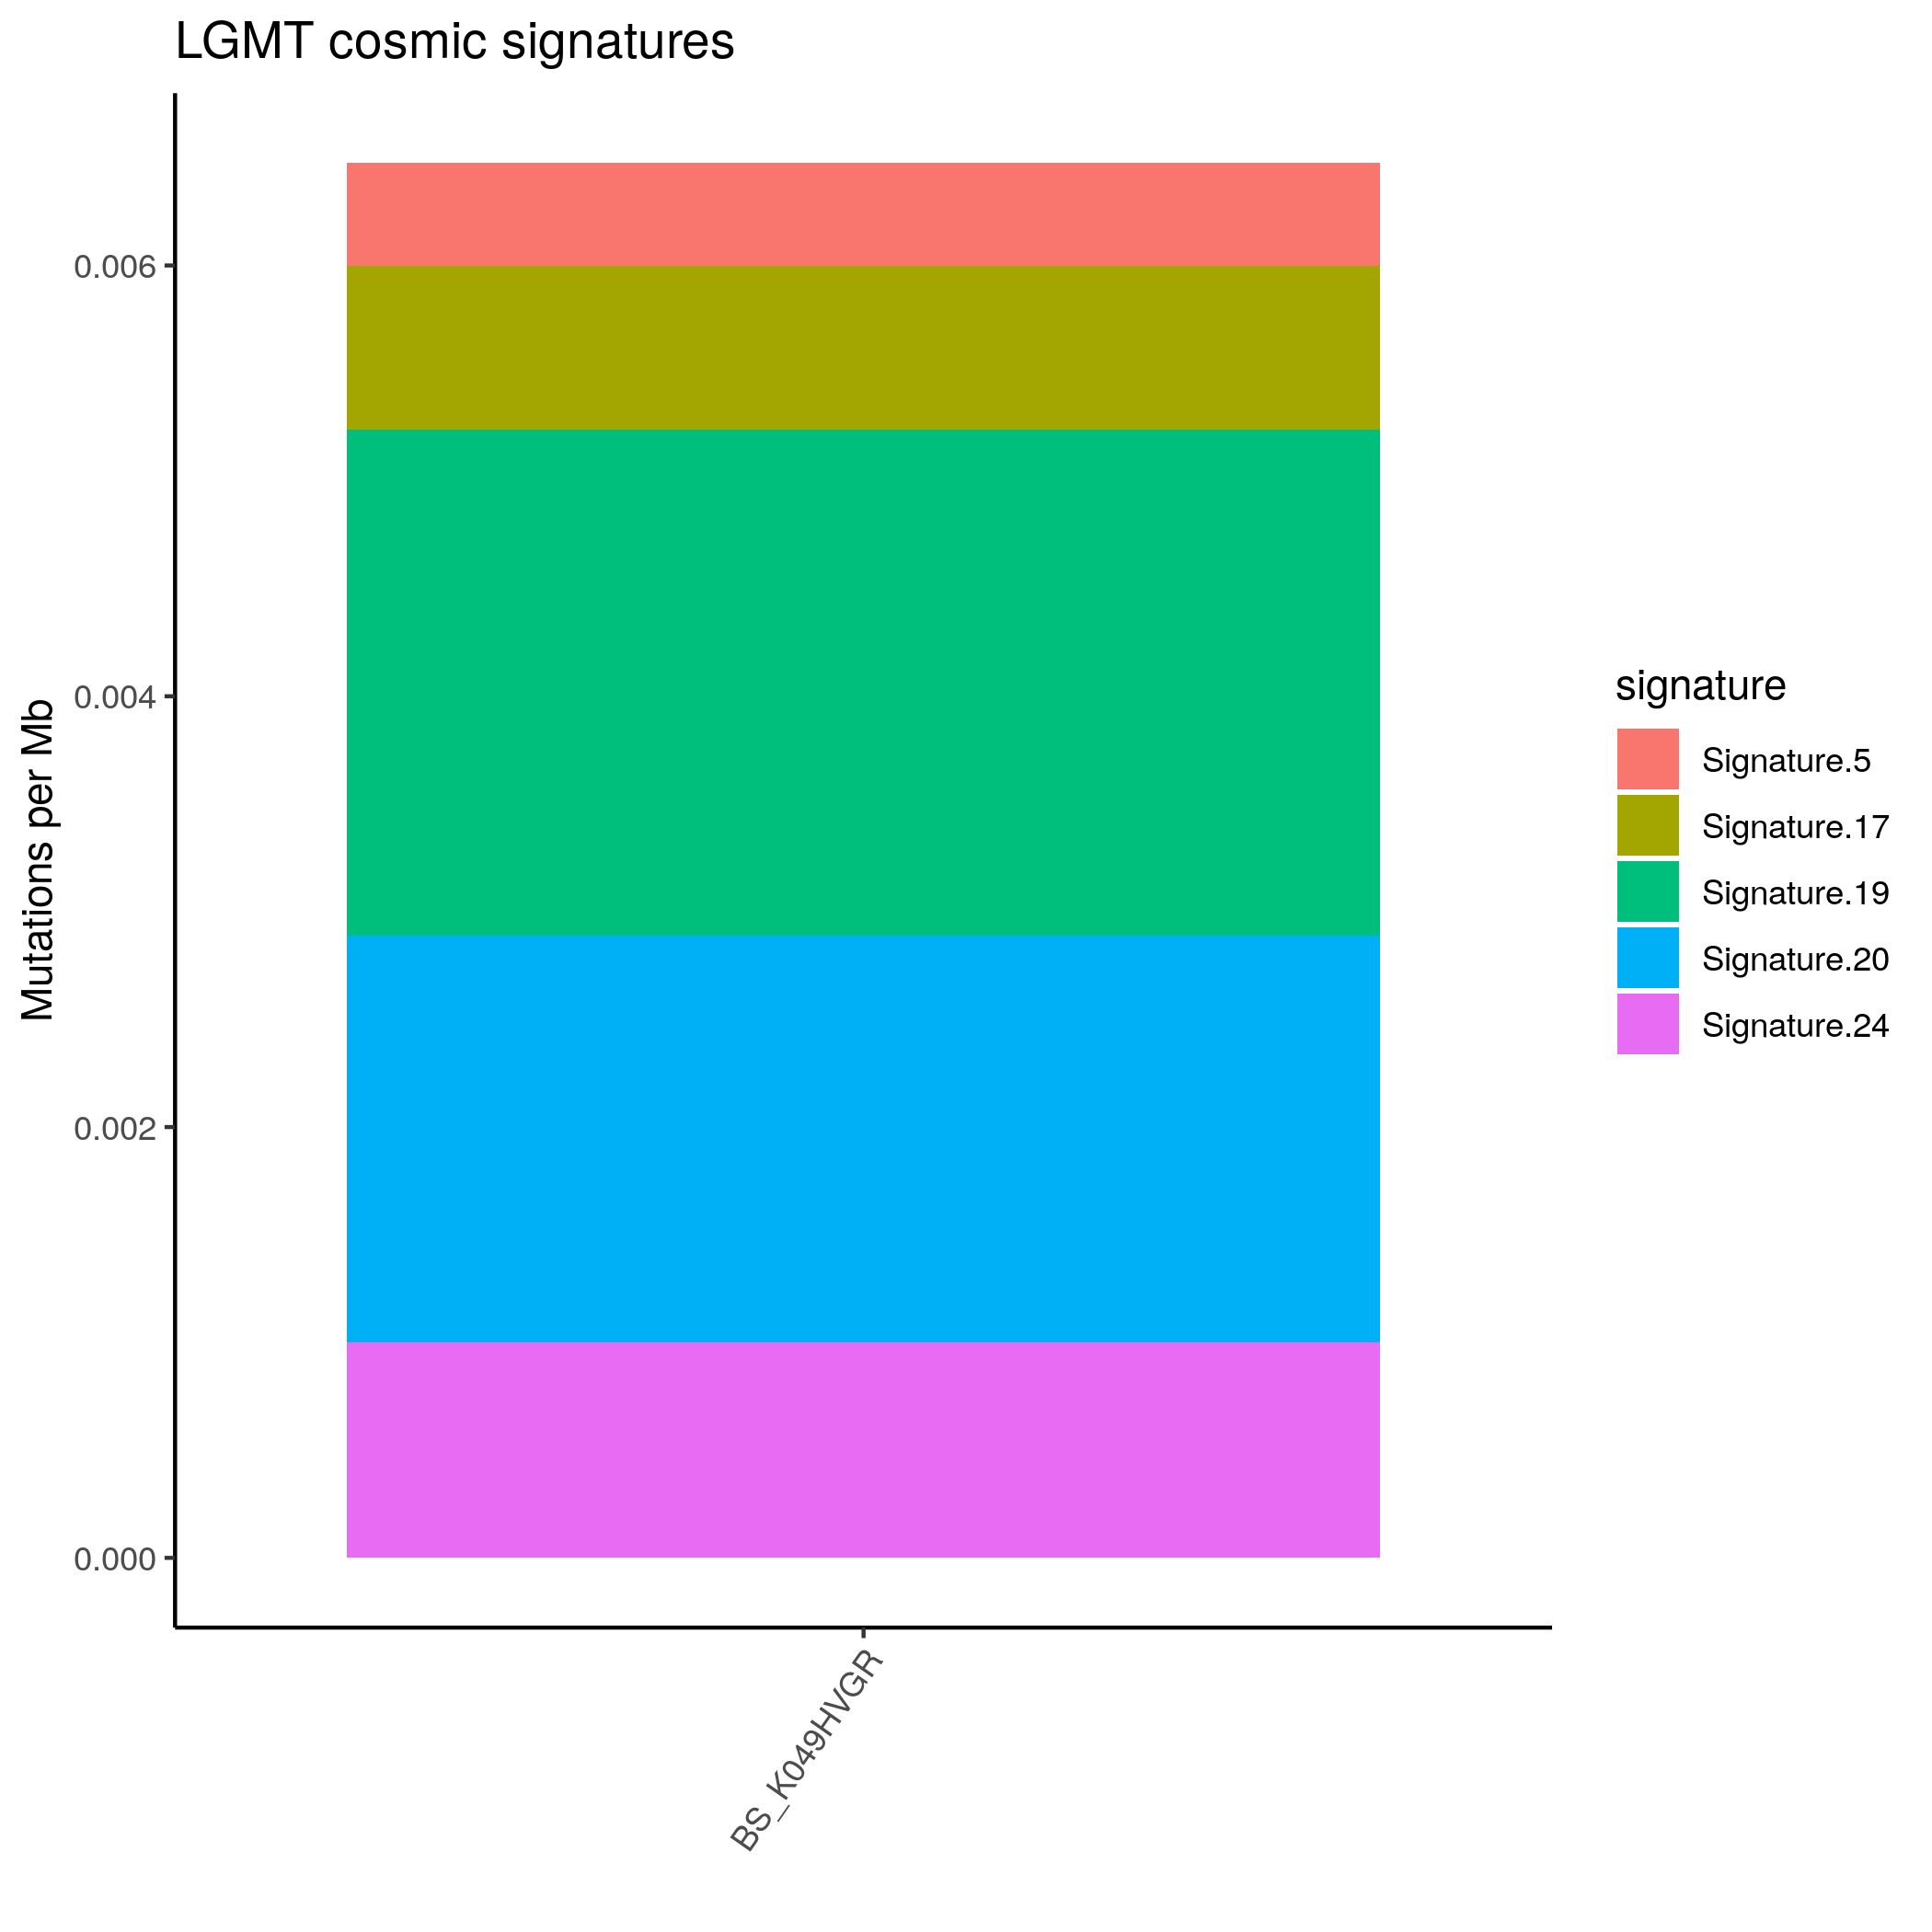 LGMT cosmic signatures
Mutations per Mb
0.006
0.004
0.002
0.000
BS_K049HVGR
signature
Signature.5
Signature.17
Signature.19
Signature.20
Signature.24